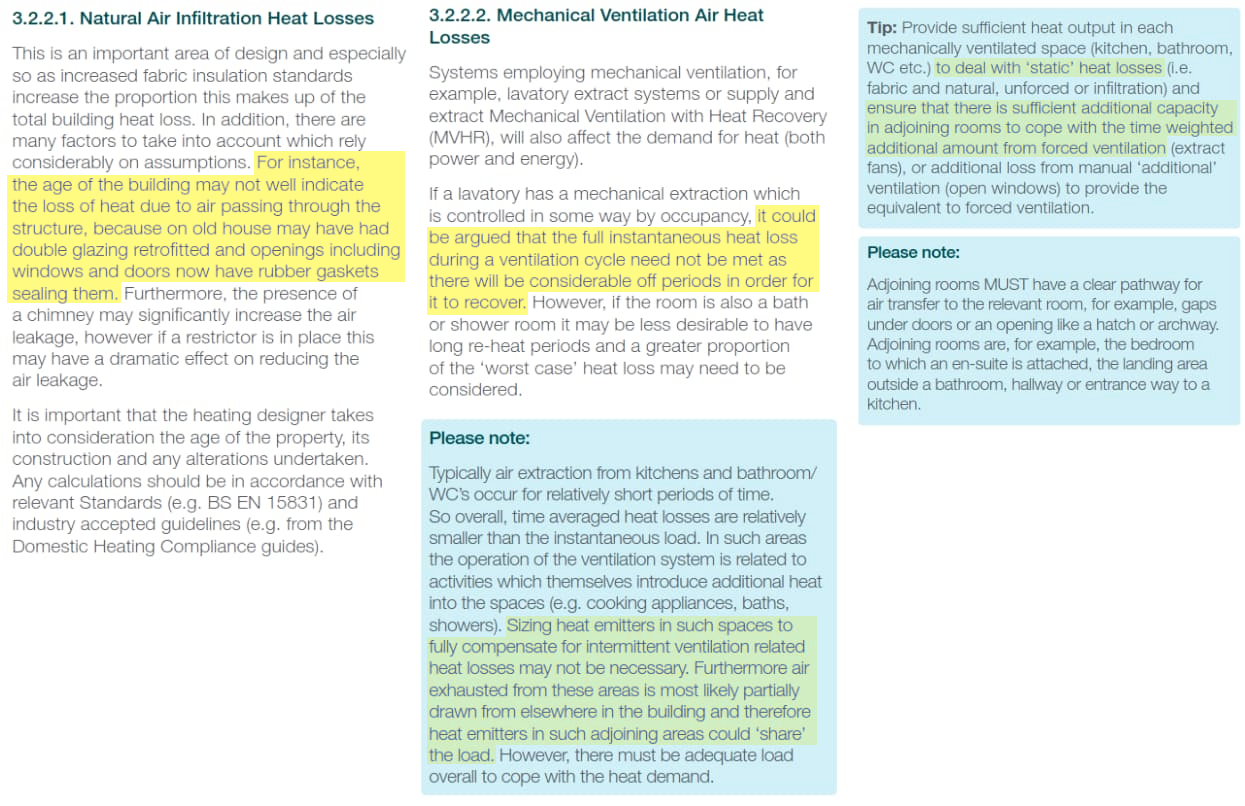 3.2.2.1. Natural Air Infiltration Heat Losses
This is an important area of design and especially
so as increased fabric insulation standards
increase the proportion this makes up of the
total building heat loss. In addition, there are
many factors to take into account which rely
considerably on assumptions. For instance,
the age of the building may not well indicate
the loss of heat due to air passing through the
structure, because on old house may have had
double glazing retrofitted and openings including
windows and doors now have rubber gaskets
sealing them. Furthermore, the presence of
a chimney may significantly increase the air
leakage, however if a restrictor is in place this
may have a dramatic effect on reducing the
air leakage.
It is important that the heating designer takes
into consideration the age of the property, its
construction and any alterations undertaken.
Any calculations should be in accordance with
relevant Standards (e.g. BS EN 15831) and
industry accepted guidelines (e.g. from the
Domestic Heating Compliance guides).
3.2.2.2. Mechanical Ventilation Air Heat
Losses
Systems employing mechanical ventilation, for
example, lavatory extract systems or supply and
extract Mechanical Ventilation with Heat Recovery
(MVHR), will also affect the demand for heat (both
power and energy).
If a lavatory has a mechanical extraction which
is controlled in some way by occupancy, it could
be argued that the full instantaneous heat loss
during a ventilation cycle need not be met as
there will be considerable off periods in order for
it to recover. However, if the room is also a bath
or shower room it may be less desirable to have
long re-heat periods and a greater proportion
of the ‘worst case’ heat loss may need to be
considered.
Please note:
Typically air extraction from kitchens and bathroom/
WC’s occur for relatively short periods of time.
So overall, time averaged heat losses are relatively
smaller than the instantaneous load. In such areas
the operation of the ventilation system is related to
activities which themselves introduce additional heat
into the spaces (e.g. cooking appliances, baths,
showers). Sizing heat emitters in such spaces to
fully compensate for intermittent ventilation related
heat losses may not be necessary. Furthermore air
exhausted from these areas is most likely partially
drawn from elsewhere in the building and therefore
heat emitters in such adjoining areas could ‘share’
the load. However, there must be adequate load
overall to cope with the heat demand.
Tip: Provide sufficient heat output in each
mechanically ventilated space (kitchen, bathroom,
WC etc.) to deal with ‘static’ heat losses (i.e.
fabric and natural, unforced or infiltration) and
ensure that there is sufficient additional capacity
in adjoining rooms to cope with the time weighted
additional amount from forced ventilation (extract
fans), or additional loss from manual ‘additional’
ventilation (open windows) to provide the
equivalent to forced ventilation.
Please note:
Adjoining rooms MUST have a clear pathway for
air transfer to the relevant room, for example, gaps
under doors or an opening like a hatch or archway.
Adjoining rooms are, for example, the bedroom
to which an en-suite is attached, the landing area
outside a bathroom, hallway or entrance way to a
kitchen.